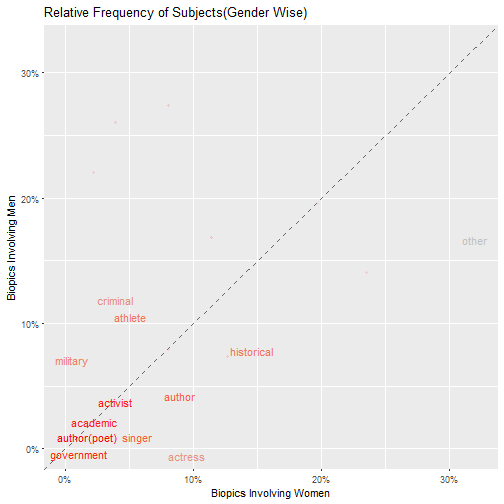 Relative Frequency of Subjects(Gender Wise)
30%
20%
10%
0%
Biopics Involving Men
other
criminal
athlete
historical
military
author
activist
academic
author(poet)
singer
government
actress
0%
10%
20%
30%
Biopics Involving Women